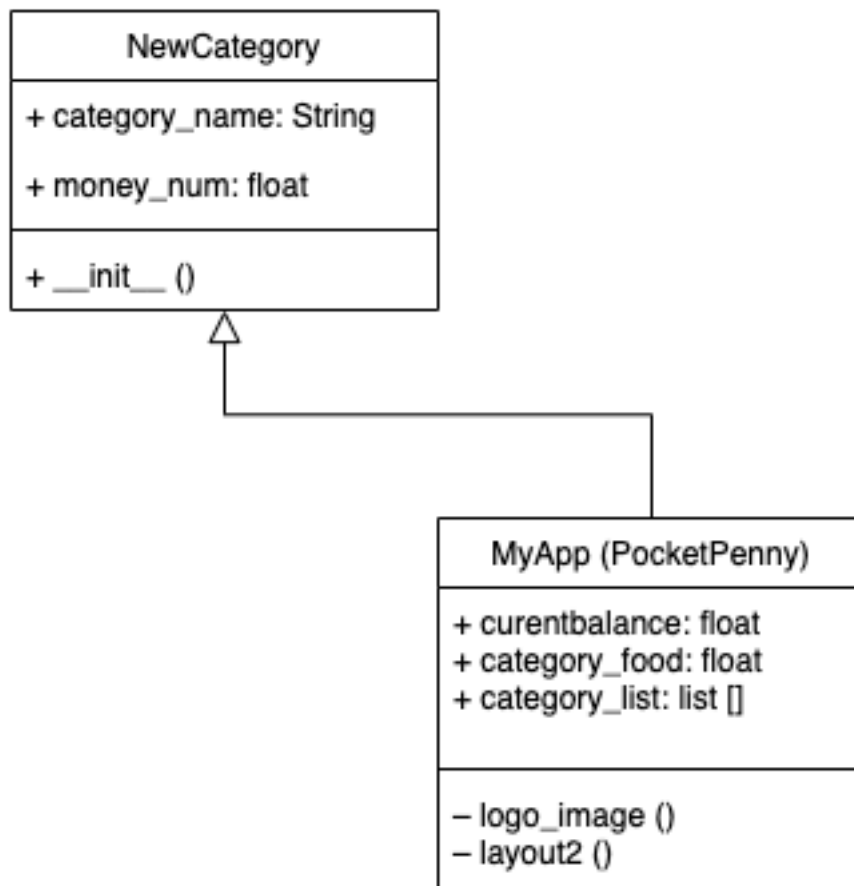 NewCategory
+ category_name: String
+ money_num: float
+ __init__ ()
MyApp (PocketPenny)
+ curentbalance: float
+ category_food: float
+ category_list: list []
– logo_image ()
– layout2 ()